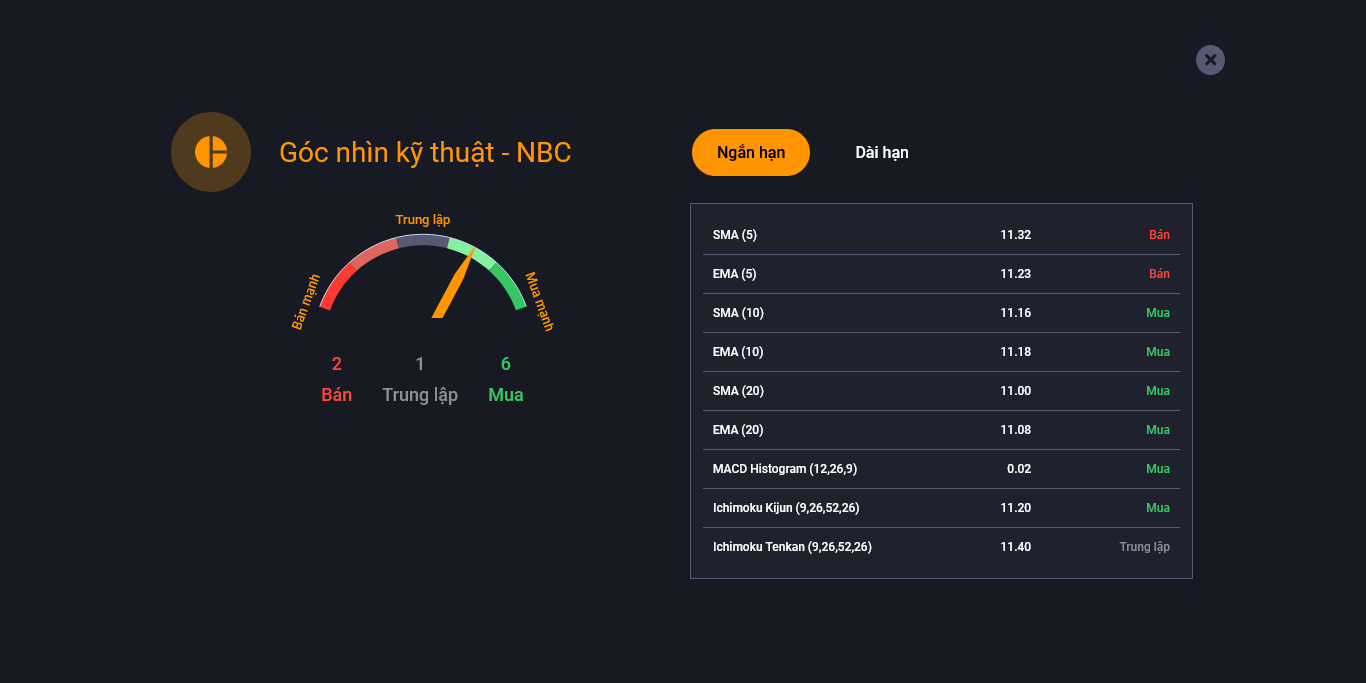 Góc nhìn kỹ thuật - NBC
Trung lập
Bán mạnh
Mua mạnh
2 1 6
Bán Trung lập Mua
Ngắn hạn Dài hạn
SMA (5) 11.32 Bán
EMA (5) 11.23 Bán
SMA (10) 11.16 Mua
EMA (10) 11.18 Mua
SMA (20) 11.00 Mua
EMA (20) 11.08 Mua
MACD Histogram (12,26,9) 0.02 Mua
Ichimoku Kijun (9,26,52,26) 11.20 Mua
Ichimoku Tenkan (9,26,52,26) 11.40 Trung lập